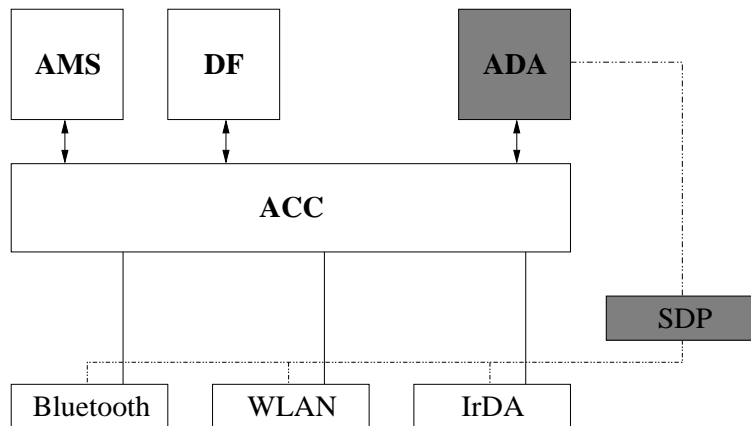 AMS
DF
ADA
ACC
SDP
Bluetooth
WLAN
IrDA